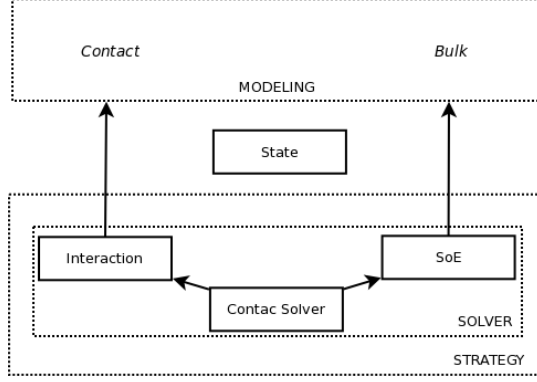 Contact Bulk
MODELING
State
Interaction SoE
Contac Solver
SOLVER
STRATEGY